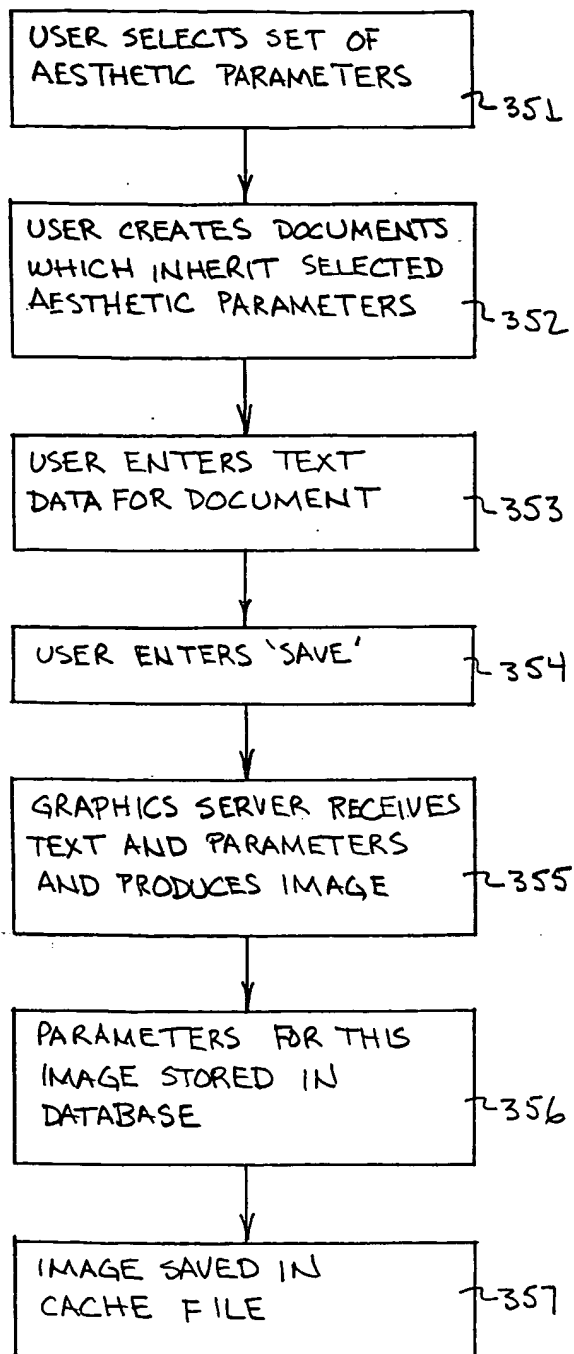 USER SELECTS SET OF
AESTHETIC PARAMETERS
351
USER CREATES DOCUMENTS
WHICH INHERIT SELECTED
AESTHETIC PARAMETERS
352
USER ENTERS TEXT
DATA FOR DOCUMENT
353
USER ENTERS 'SAVE'
354
GRAPHICS SERVER RECEIVES
TEXT AND PARAMETERS
AND PRODUCES IMAGE
355
PARAMETERS FOR THIS
IMAGE STORED IN
DATABASE
356
IMAGE SAVED IN
CACHE FILE
357